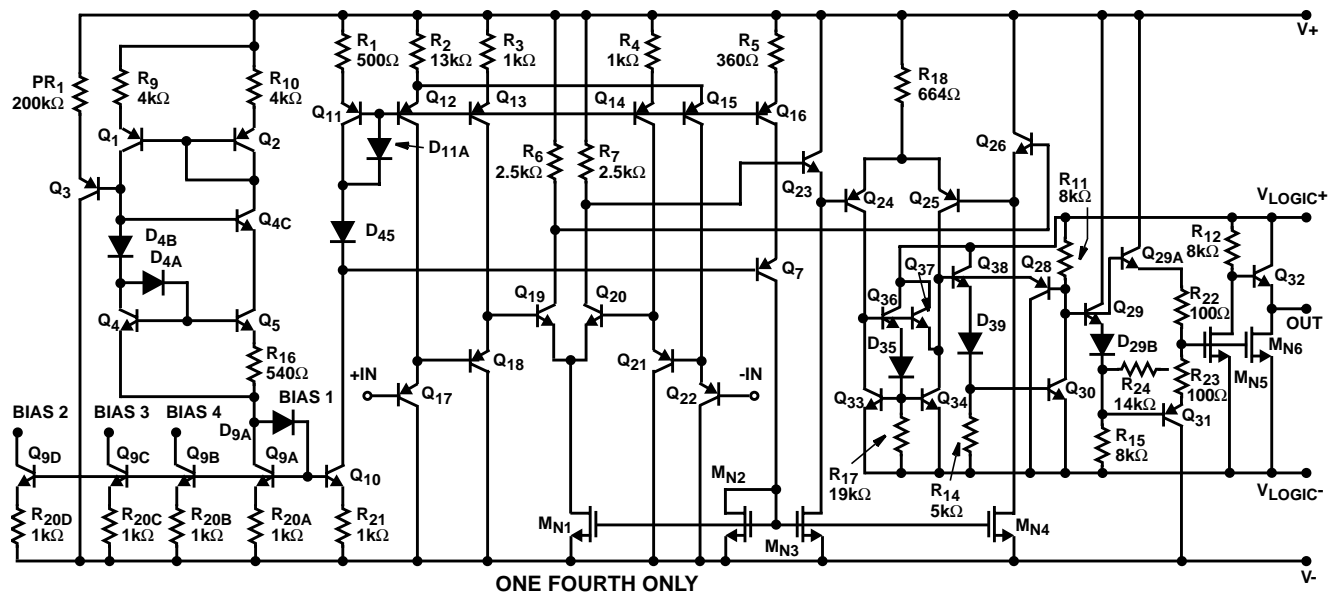 V+
PR1
200kΩ
R9
4kΩ
R10
4kΩ
R1
500Ω
R2
13kΩ
R3
1kΩ
R4
1kΩ
R5
360Ω
R18
664Ω
Q1
Q2
Q3
Q4C
D4B
D4A
Q4
Q5
R16
540Ω
Q11
Q12
Q13
Q14
Q15
Q16
D11A
D45
R6
2.5kΩ
R7
2.5kΩ
Q23
Q24
Q25
Q26
R11
8kΩ
VLOGIC+
R12
8kΩ
Q32
OUT
Q7
Q19
Q20
Q36
Q37
Q38
Q28
Q29A
Q29
R22
100Ω
D35
D39
D29B
MN5
MN6
R23
100Ω
R24
14kΩ
+IN
Q17
Q18
Q21
Q22
-IN
Q33
Q34
Q30
Q31
R15
8kΩ
R17
19kΩ
R14
5kΩ
VLOGIC-
BIAS 2
BIAS 3
BIAS 4
BIAS 1
D9A
Q9D
Q9C
Q9B
Q9A
Q10
R20D
1kΩ
R20C
1kΩ
R20B
1kΩ
R20A
1kΩ
R21
1kΩ
MN1
MN2
MN3
MN4
V-
ONE FOURTH ONLY